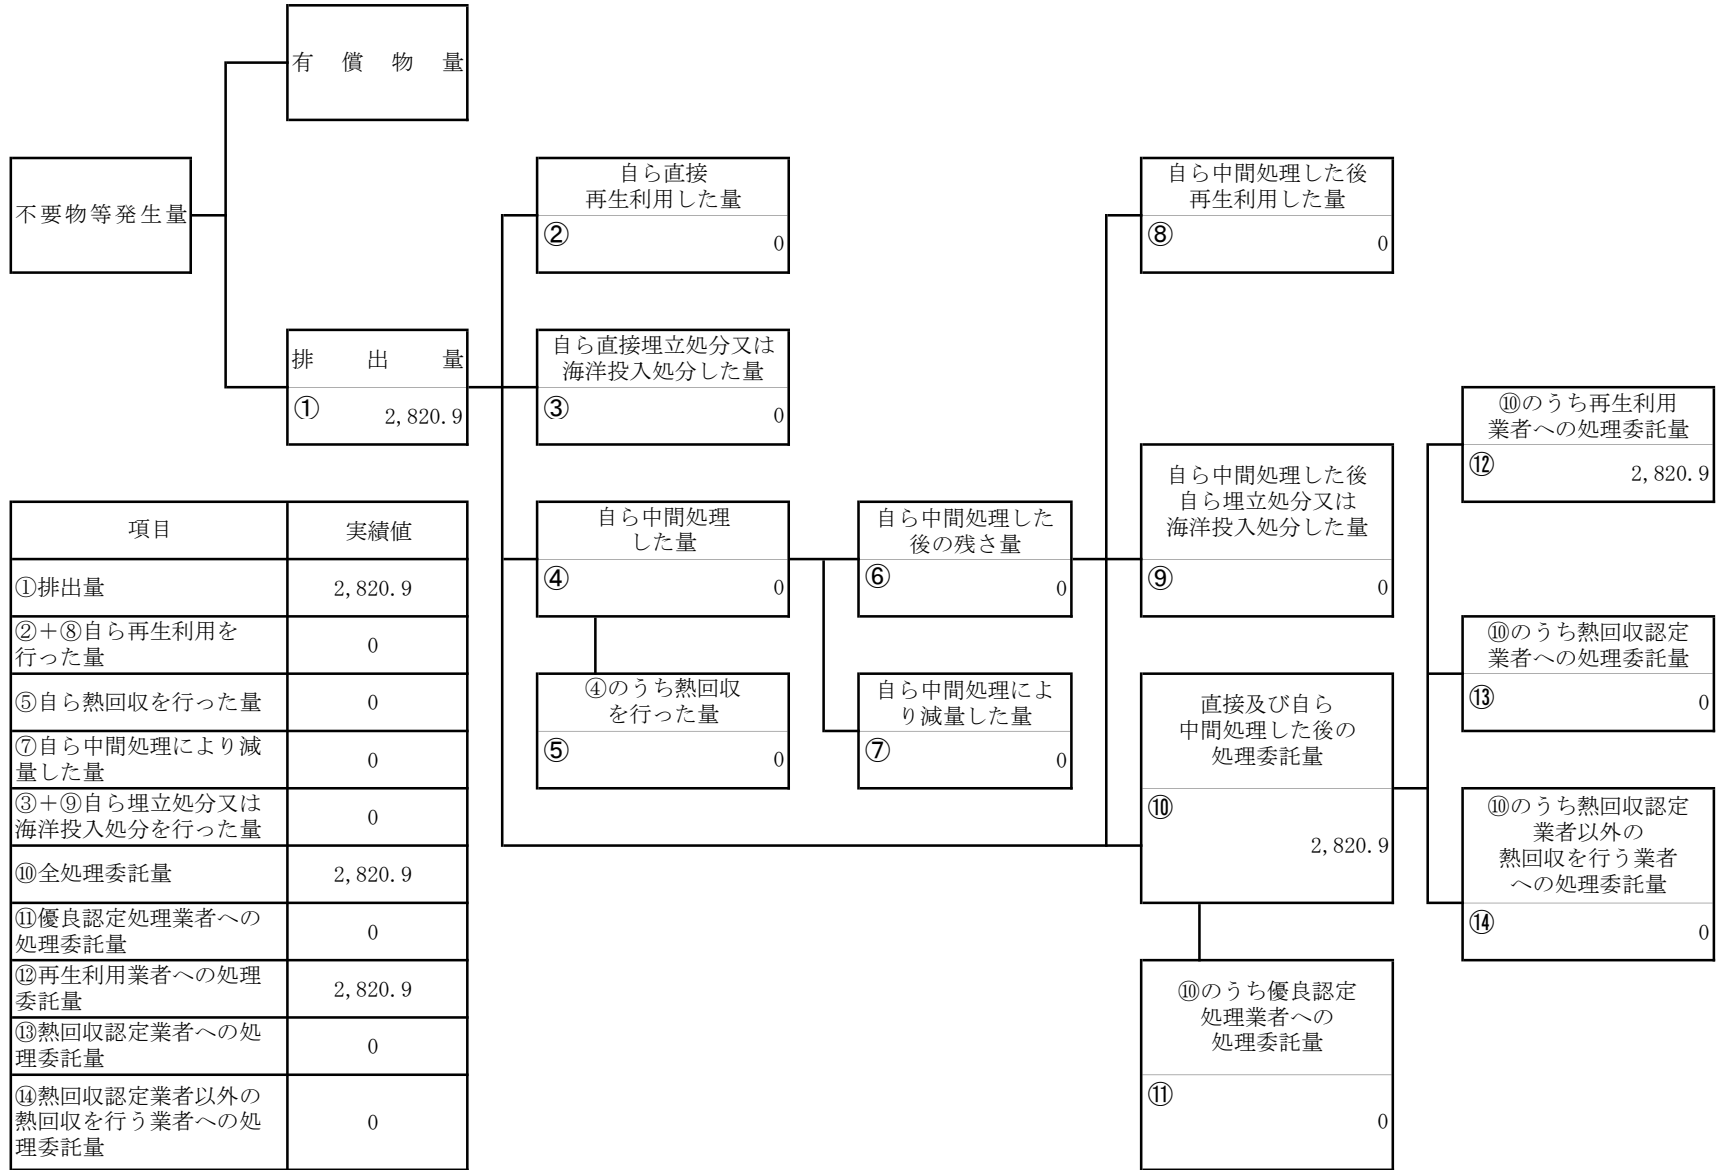 有償物量
不要物等発生量
排出量
① 2,820.9
自ら直接
再生利用した量
② 0
自ら直接埋立処分又は
海洋投入処分した量
③ 0
自ら中間処理
した量
④ 0
④のうち熱回収
を行った量
⑤ 0
自ら中間処理した
後の残さ量
⑥ 0
自ら中間処理によ
り減量した量
⑦ 0
自ら中間処理した後
再生利用した量
⑧ 0
自ら中間処理した後
自ら埋立処分又は
海洋投入処分した量
⑨ 0
直接及び自ら
中間処理した後の
処理委託量
⑩
2,820.9
⑩のうち優良認定
処理業者への
処理委託量
⑪
0
⑩のうち再生利用
業者への処理委託量
⑫ 2,820.9
⑩のうち熱回収認定
業者への処理委託量
⑬ 0
⑩のうち熱回収認定
業者以外の
熱回収を行う業者
への処理委託量
⑭ 0
項目 実績値
①排出量 2,820.9
②＋⑧自ら再生利用を
行った量 0
⑤自ら熱回収を行った量 0
⑦自ら中間処理により減
量した量 0
③＋⑨自ら埋立処分又は
海洋投入処分を行った量 0
⑩全処理委託量 2,820.9
⑪優良認定処理業者への
処理委託量 0
⑫再生利用業者への処理
委託量 2,820.9
⑬熱回収認定業者への処
理委託量 0
⑭熱回収認定業者以外の
熱回収を行う業者への処
理委託量 0